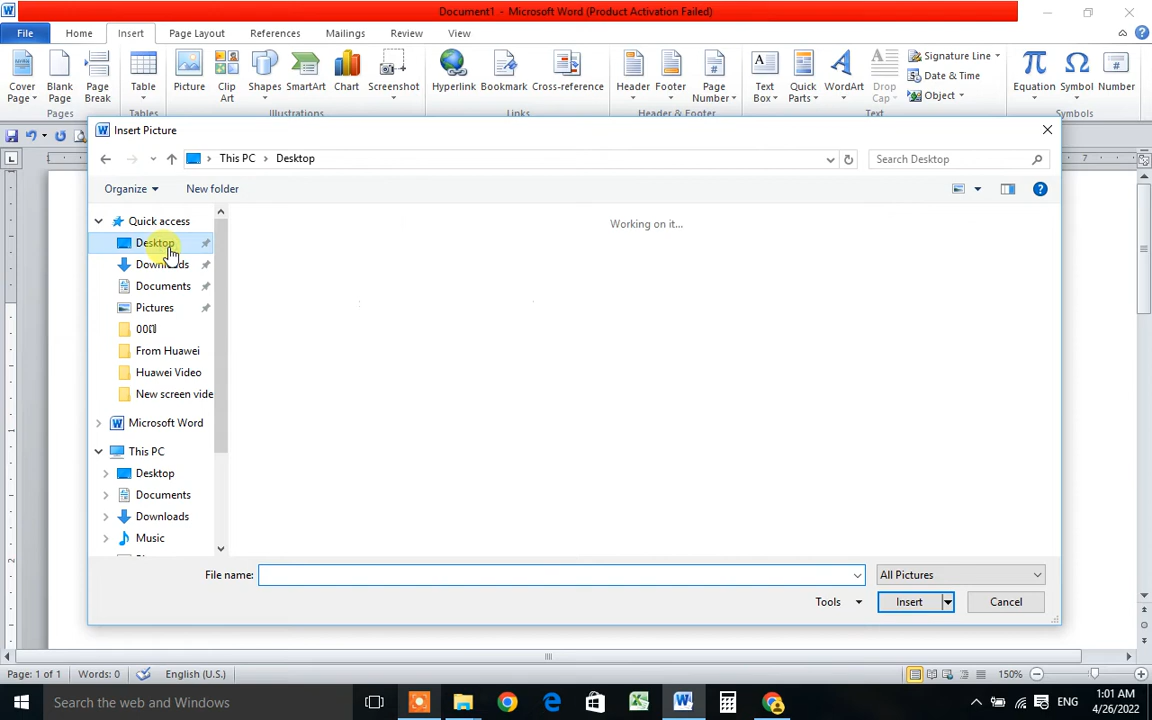 Document1 - Microsoft Word (Product Activation Failed)
File Home Insert Page Layout References Mailings Review View
Cover Page Blank Page Page Break Table Picture Clip Art Shapes SmartArt Chart Screenshot Hyperlink Bookmark Cross-reference Header Footer Page Number Text Box Quick Parts WordArt Drop Cap Signature Line Date & Time Object Equation Symbol Number
Pages Tables Illustrations Links Header & Footer Text Symbols
Insert Picture
This PC Desktop Search Desktop
Organize New folder
Quick access
Working on it...
Desktop
Downloads
Documents
Pictures
From Huawei
Huawei Video
New screen vide
Microsoft Word
This PC
Desktop
Documents
Downloads
Music
File name: All Pictures
Tools Insert Cancel
Page: 1 of 1 Words: 0 English (U.S.) 150%
Search the web and Windows
ENG 1:01 AM
4/26/2022